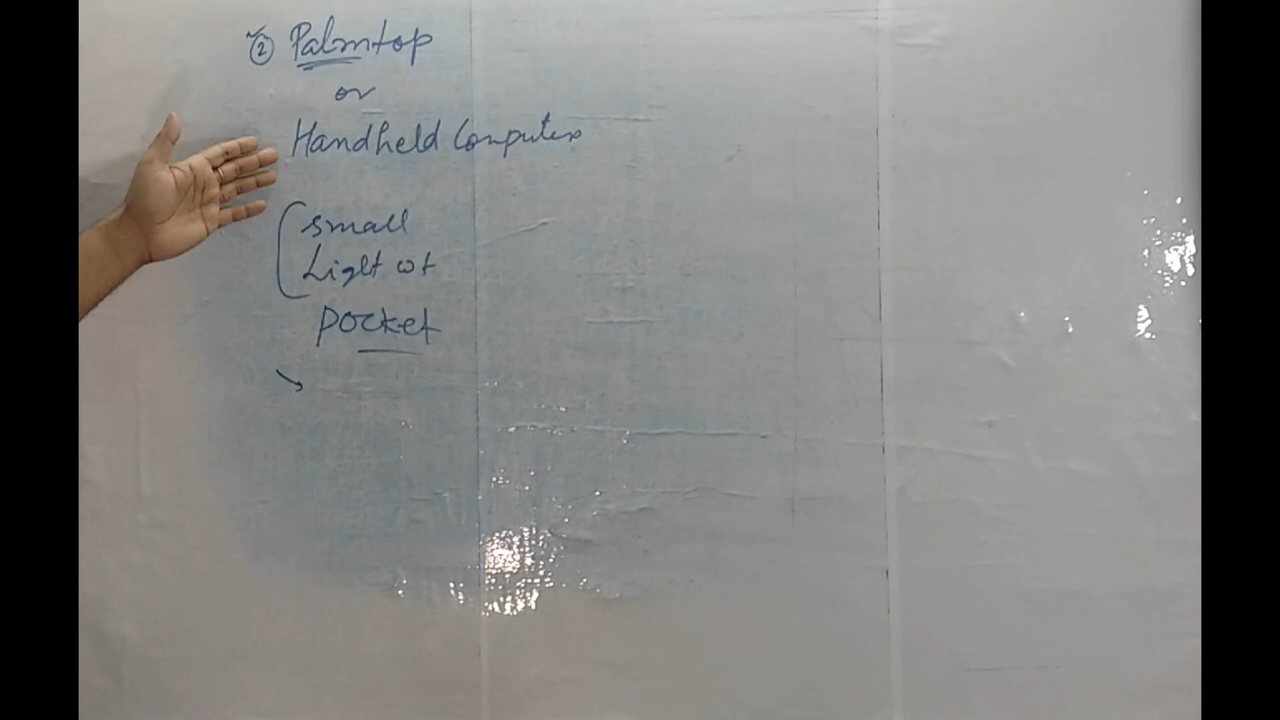 ② Palmtop
or
Handheld Computer
small
Light wt
pocket
→